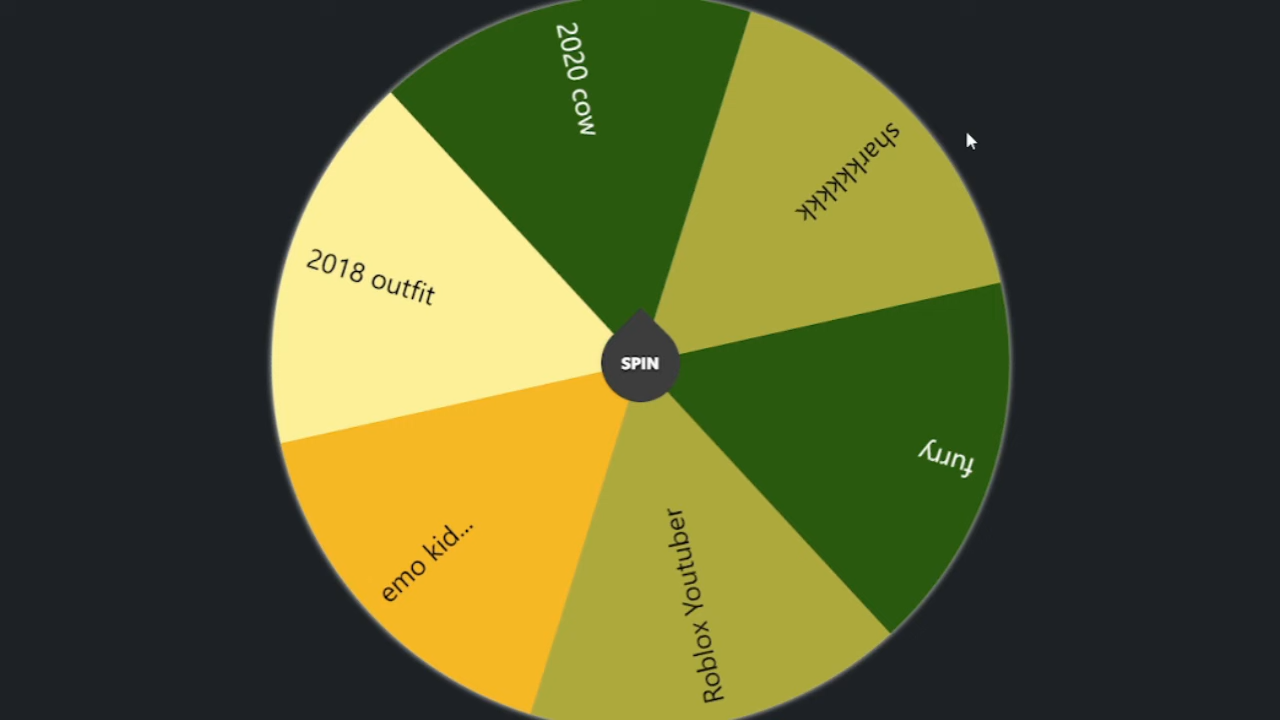 2020 cow
sharkkkkkk
2018 outfit
SPIN
furry
emo kid...
Roblox Youtuber